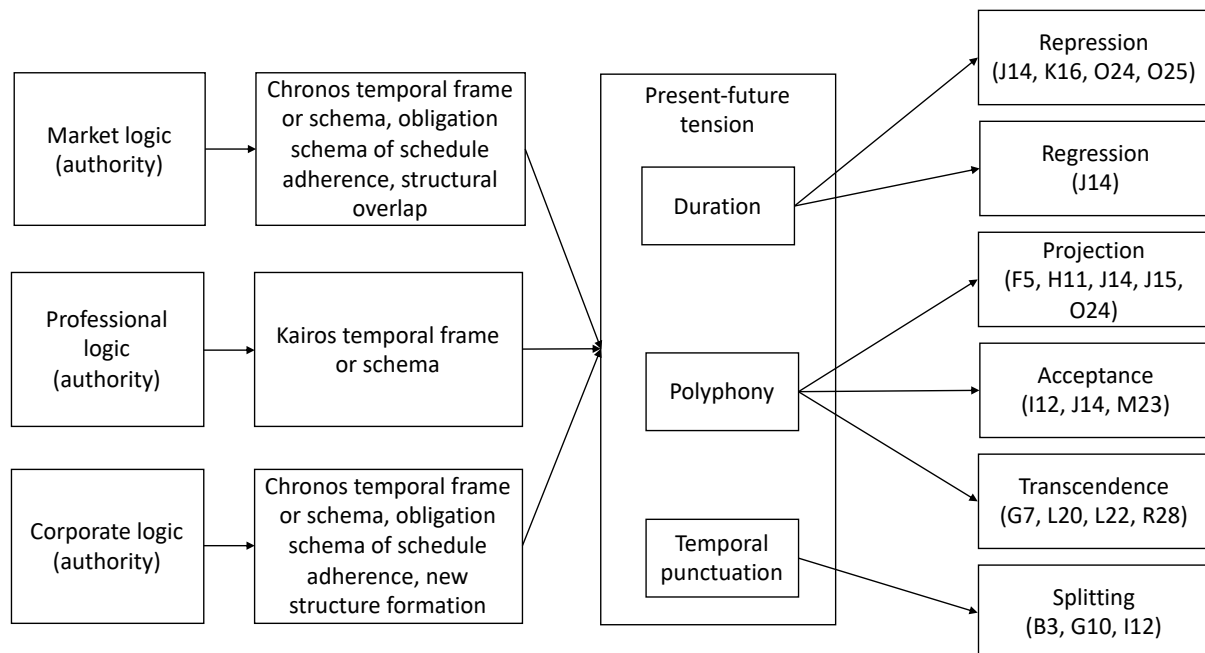 Market logic
(authority)
Chronos temporal frame
or schema, obligation
schema of schedule
adherence, structural
overlap
Professional
logic
(authority)
Kairos temporal frame
or schema
Corporate logic
(authority)
Chronos temporal frame
or schema, obligation
schema of schedule
adherence, new
structure formation
Present-future
tension
Duration
Polyphony
Temporal
punctuation
Repression
(J14, K16, O24, O25)
Regression
(J14)
Projection
(F5, H11, J14, J15,
O24)
Acceptance
(I12, J14, M23)
Transcendence
(G7, L20, L22, R28)
Splitting
(B3, G10, I12)